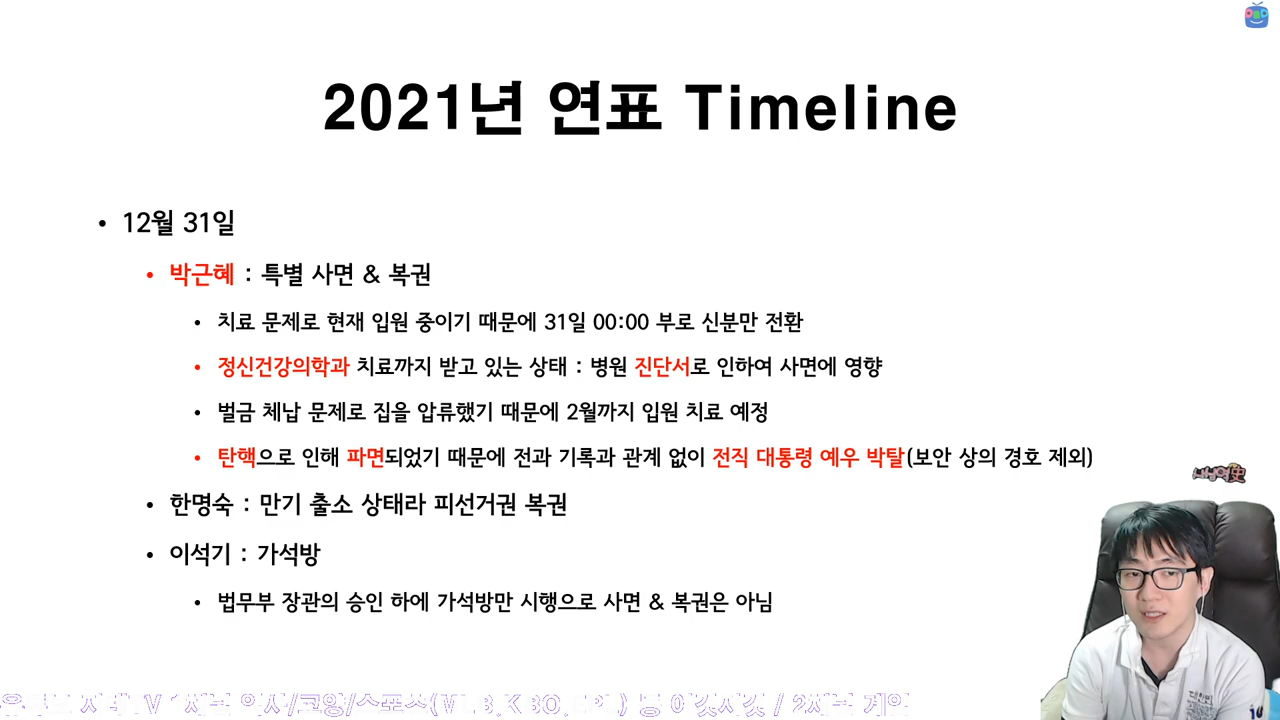 2021년 연표 Timeline
• 12월 31일
• 박근혜 : 특별 사면 & 복권
• 치료 문제로 현재 입원 중이기 때문에 31일 00:00 부로 신분만 전환
• 정신건강의학과 치료까지 받고 있는 상태 : 병원 진단서로 인하여 사면에 영향
• 벌금 체납 문제로 집을 압류했기 때문에 2월까지 입원 치료 예정
• 탄핵으로 인해 파면되었기 때문에 전과 기록과 관계 없이 전직 대통령 예우 박탈(보안 상의 경호 제외)
• 한명숙 : 만기 출소 상태라 피선거권 복권
• 이석기 : 가석방
• 법무부 장관의 승인 하에 가석방만 시행으로 사면 & 복권은 아님